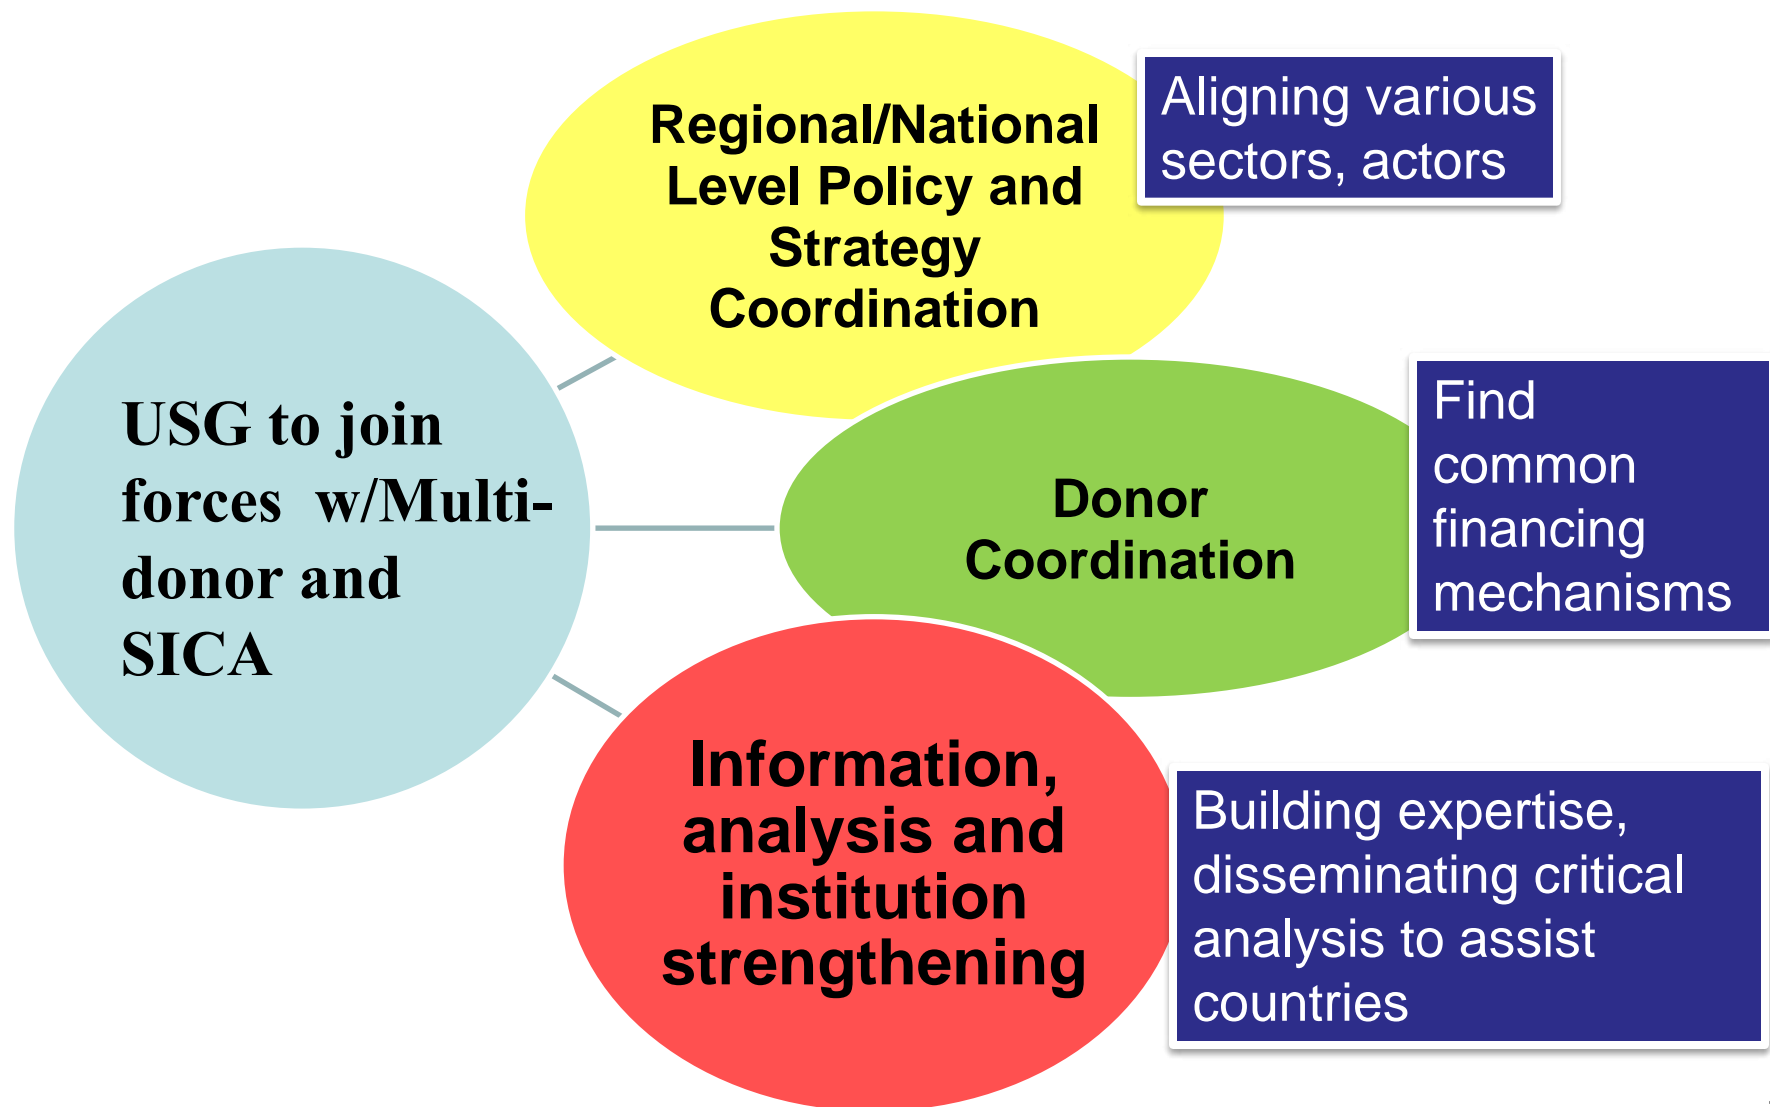 Regional/National
Level Policy and
Strategy
Coordination
Aligning various
sectors, actors
USG to join
forces  w/Multi-
donor and
SICA
Donor
Coordination
Find
common
financing
mechanisms
Information,
analysis and
institution
strengthening
Building expertise,
disseminating critical
analysis to assist
countries